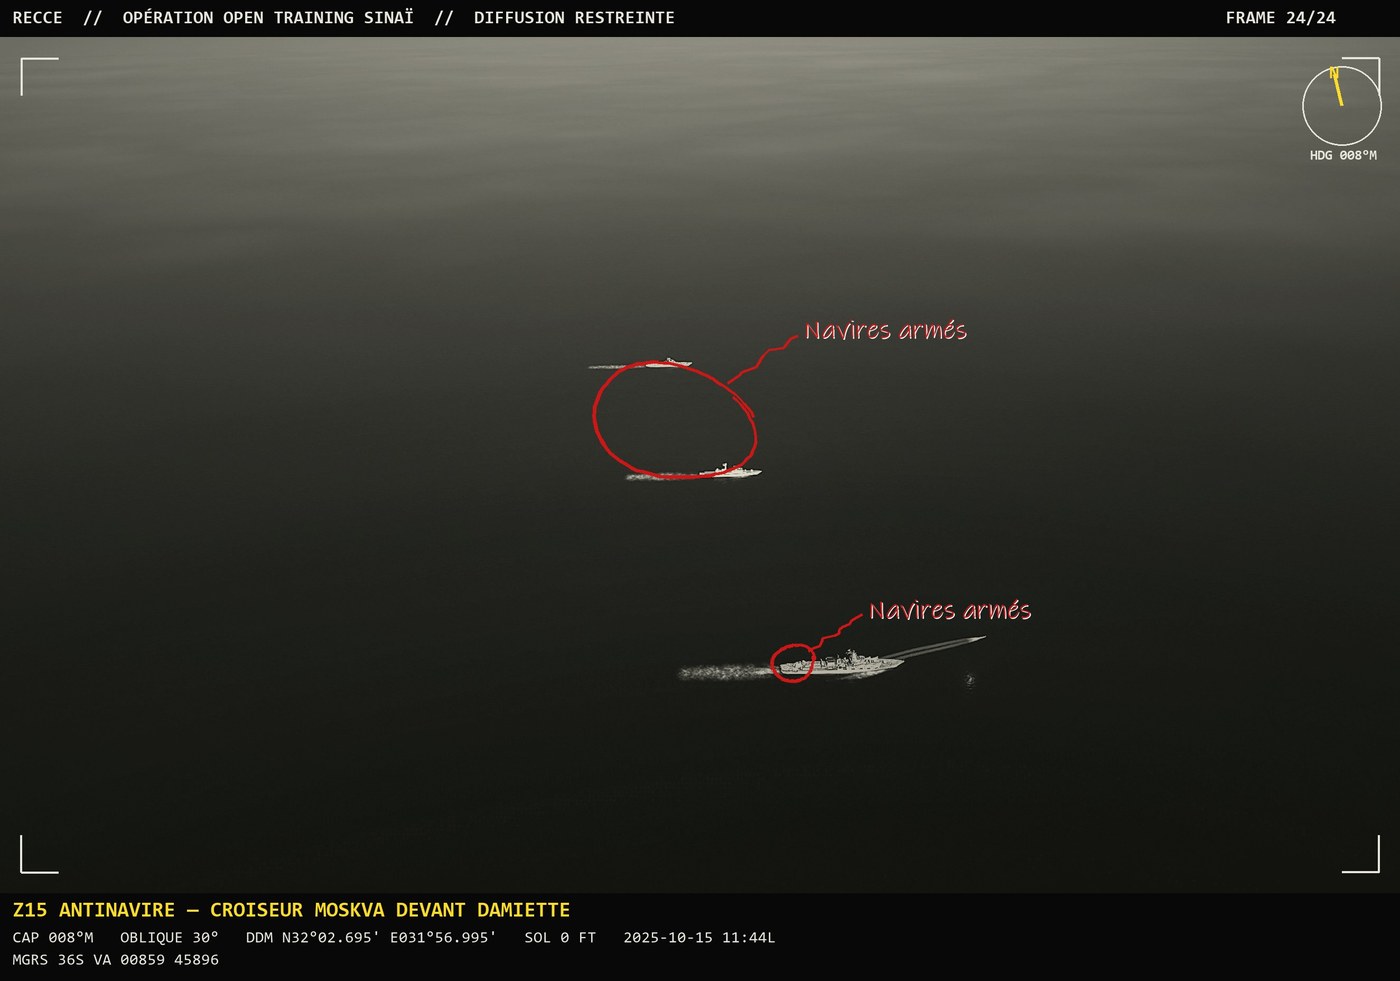 RECCE // OPÉRATION OPEN TRAINING SINAÏ // DIFFUSION RESTREINTE FRAME 24/24
N
HDG 008°M
Navires armés
Navires armés
Z15 ANTINAVIRE — CROISEUR MOSKVA DEVANT DAMIETTE
CAP 008°M OBLIQUE 30° DDM N32°02.695' E031°56.995' SOL 0 FT 2025-10-15 11:44L
MGRS 36S VA 00859 45896